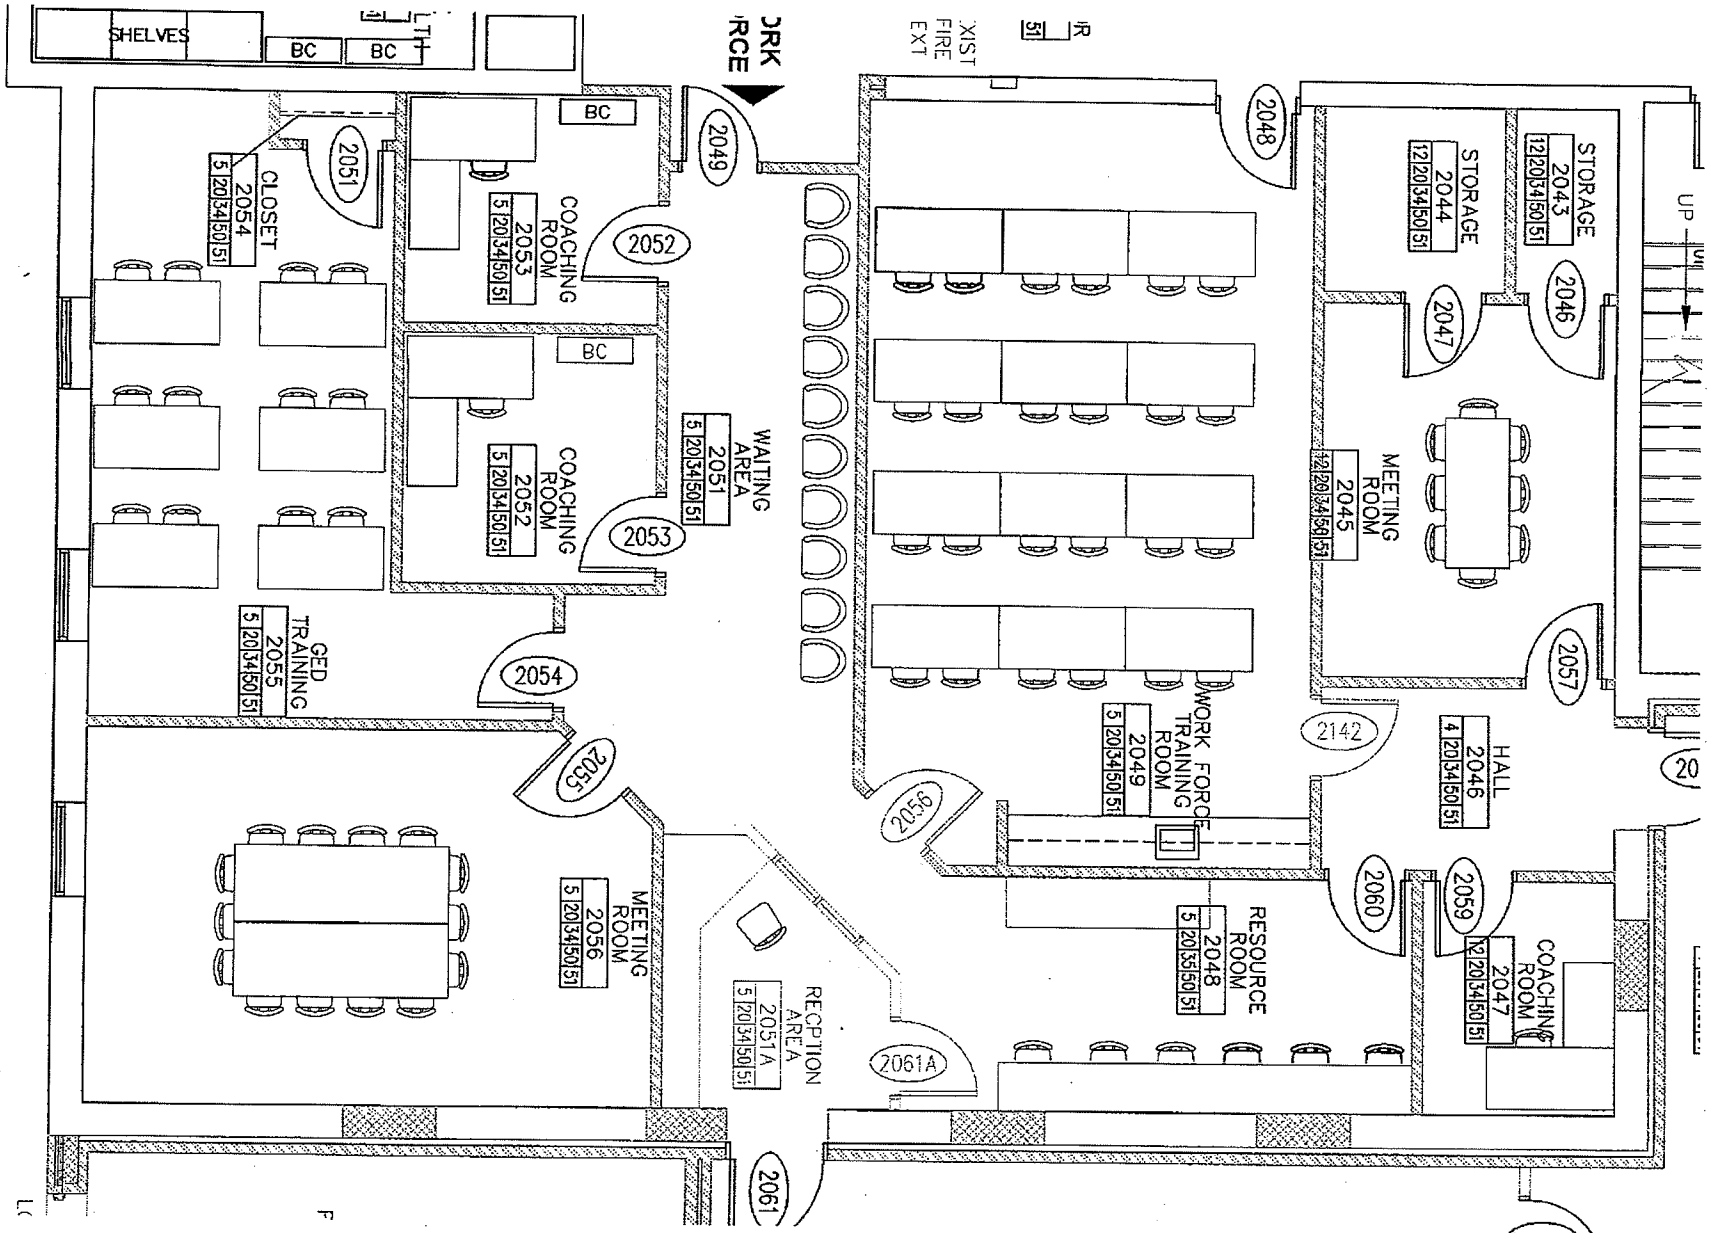 SHELVES
BC
BC
ORK
RCE
XIST
FIRE
EXT
R
51
BC
2049
2048
2051
CLOSET
2054
5 20 34 50 51
COACHING
ROOM
2053
5 20 34 50 51
2052
STORAGE
2044
12 20 34 50 51
STORAGE
2043
12 20 34 50 51
UP
2047
2046
BC
COACHING
ROOM
2052
5 20 34 50 51
2053
WAITING
AREA
2051
5 20 34 50 51
MEETING
ROOM
2045
12 20 34 50 51
GED
TRAINING
2055
5 20 34 50 51
2054
2057
2055
2056
WORK FORCE
TRAINING
ROOM
2049
5 20 34 50 51
2142
HALL
2046
4 20 34 50 51
20
2060
2059
MEETING
ROOM
2056
5 20 34 50 51
RECPTION
AREA
2051A
5 20 34 50 51
2061A
RESOURCE
ROOM
2048
5 20 35 50 51
COACHING
ROOM
2047
12 20 34 50 51
2061
F